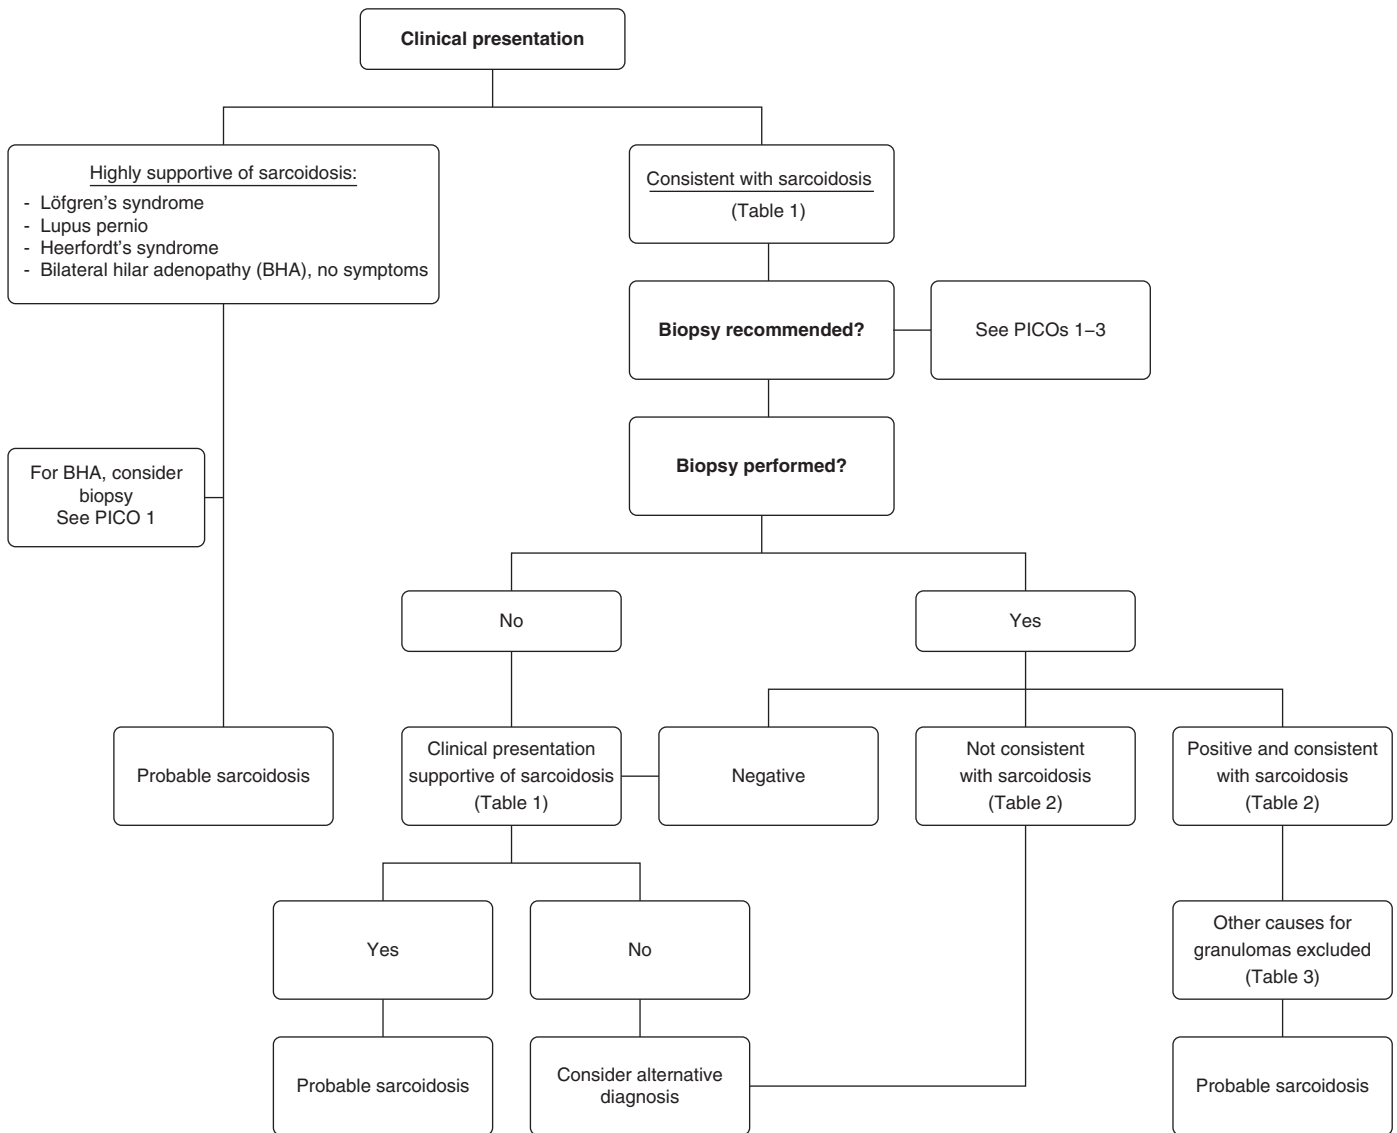 Clinical presentation
Highly supportive of sarcoidosis:
- Löfgren's syndrome
- Lupus pernio
- Heerfordt's syndrome
- Bilateral hilar adenopathy (BHA), no symptoms
Consistent with sarcoidosis
(Table 1)
Biopsy recommended?
See PICOs 1–3
Biopsy performed?
For BHA, consider
biopsy
See PICO 1
No
Yes
Probable sarcoidosis
Clinical presentation
supportive of sarcoidosis
(Table 1)
Negative
Not consistent
with sarcoidosis
(Table 2)
Positive and consistent
with sarcoidosis
(Table 2)
Yes
No
Other causes for
granulomas excluded
(Table 3)
Probable sarcoidosis
Consider alternative
diagnosis
Probable sarcoidosis